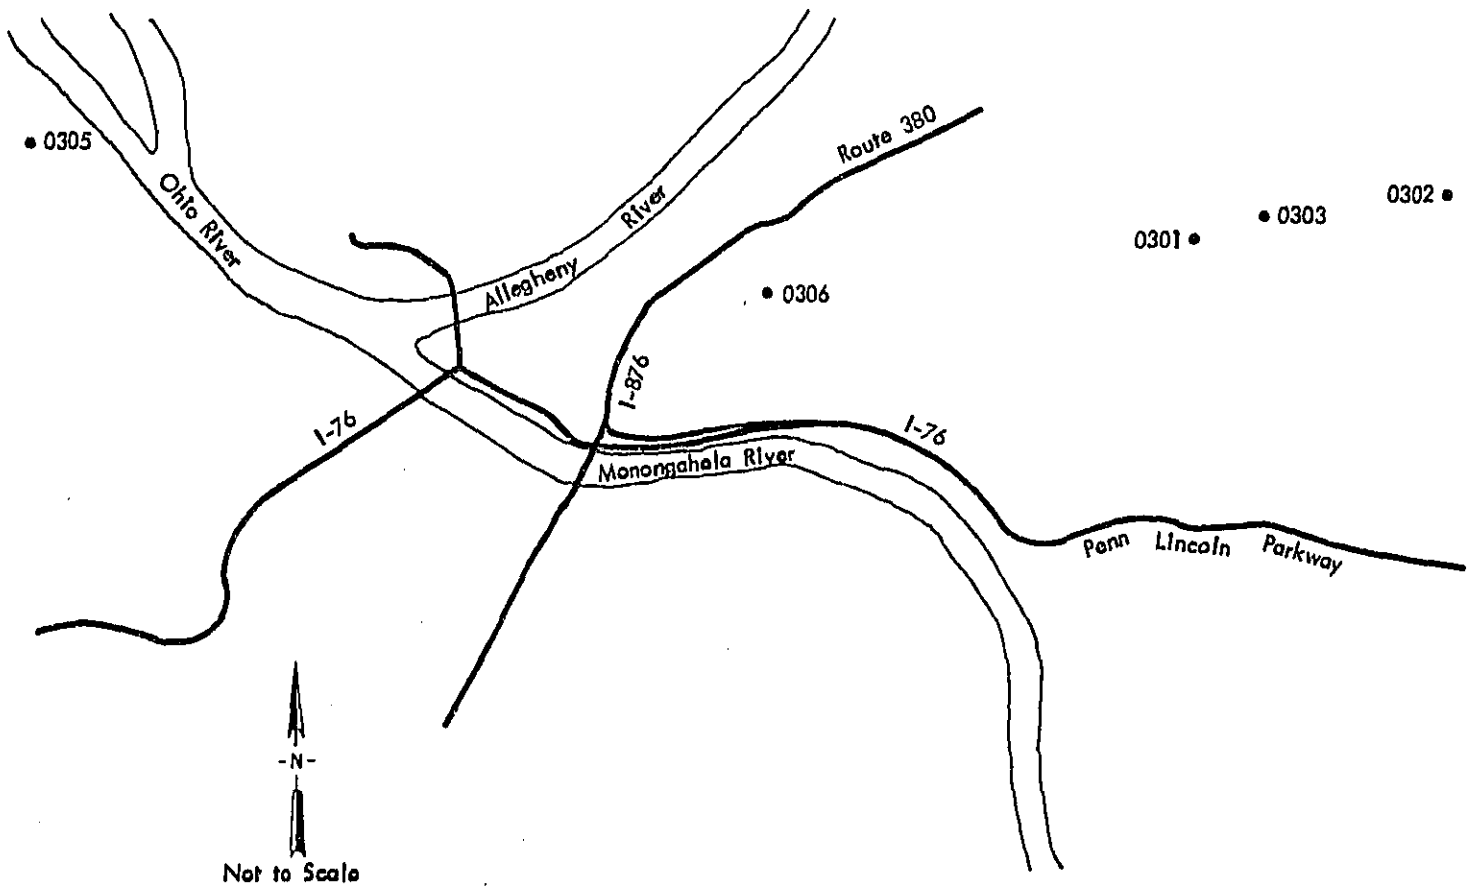 0305
Route 380
0302
0303
0301
Ohio River
River
Allegheny
0306
I-876
I-76
I-76
Monongahela River
Penn Lincoln Parkway
-N-
Not to Scale